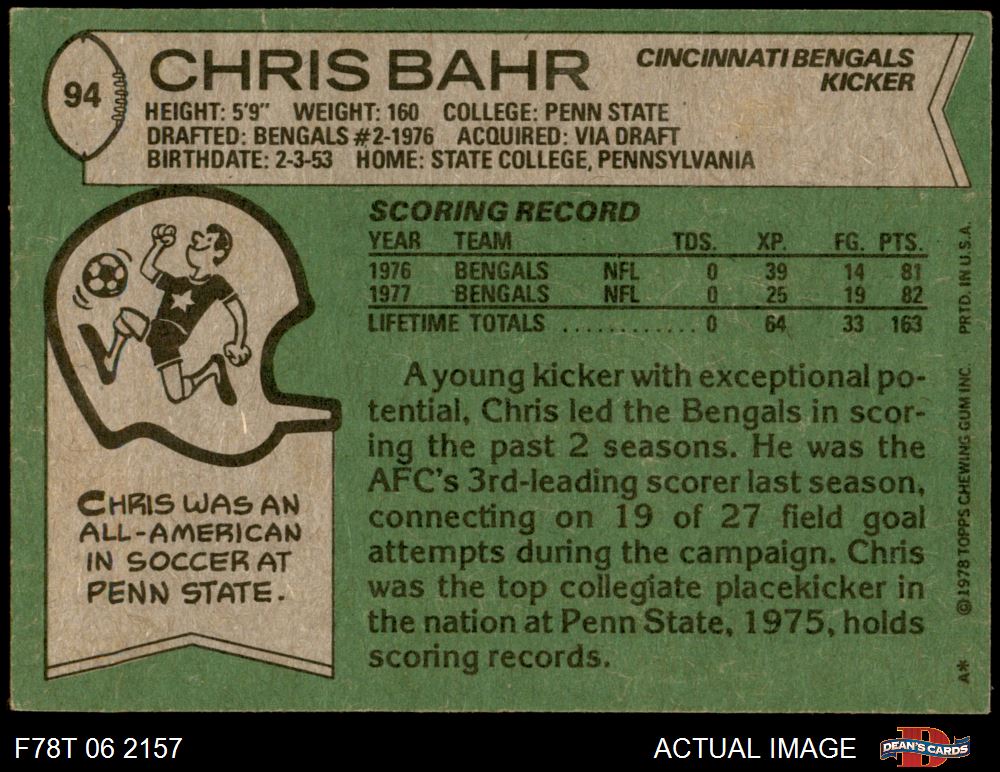 94
CHRIS BAHR
CINCINNATI BENGALS
KICKER
HEIGHT: 5'9" WEIGHT: 160 COLLEGE: PENN STATE
DRAFTED: BENGALS #2-1976 ACQUIRED: VIA DRAFT
BIRTHDATE: 2-3-53 HOME: STATE COLLEGE, PENNSYLVANIA
SCORING RECORD
YEAR TEAM TDS. XP. FG. PTS.
1976 BENGALS NFL 0 39 14 81
1977 BENGALS NFL 0 25 19 82
LIFETIME TOTALS ............ 0 64 33 163
A young kicker with exceptional po-
tential, Chris led the Bengals in scor-
ing the past 2 seasons. He was the
AFC's 3rd-leading scorer last season,
connecting on 19 of 27 field goal
attempts during the campaign. Chris
was the top collegiate placekicker in
the nation at Penn State, 1975, holds
scoring records.
CHRIS WAS AN
ALL-AMERICAN
IN SOCCER AT
PENN STATE.
A* © 1978 TOPPS CHEWING GUM INC. PRTD. IN U.S.A.
F78T 06 2157
ACTUAL IMAGE
D
DEAN'S CARDS